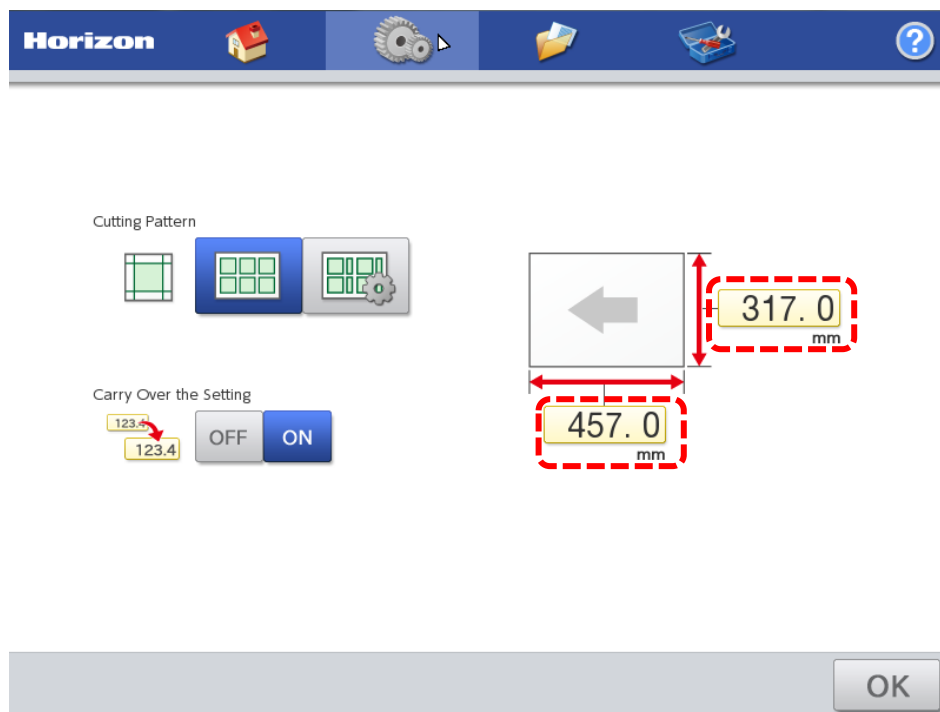 Horizon
?
Cutting Pattern
317. 0
mm
Carry Over the Setting
123.4
123.4
OFF
ON
457. 0
mm
OK